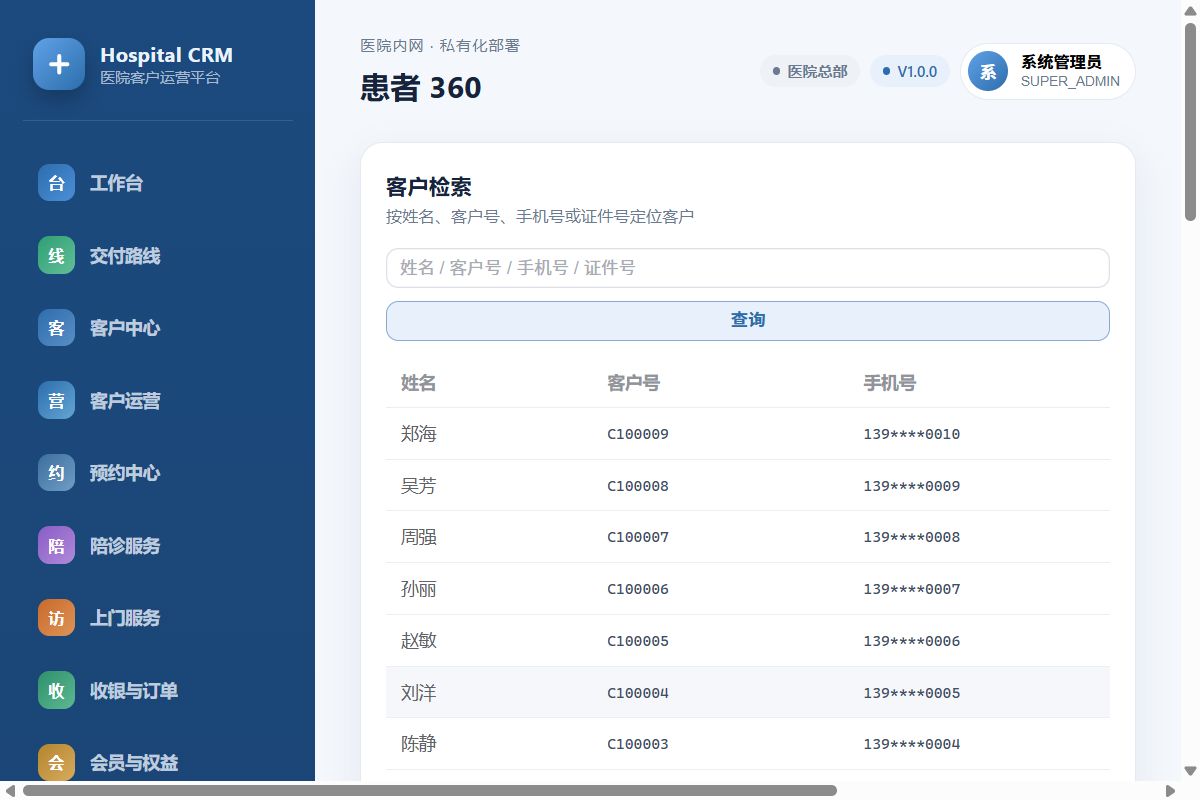 Hospital CRM
医院客户运营平台
台 工作台
线 交付路线
客 客户中心
营 客户运营
约 预约中心
陪 陪诊服务
访 上门服务
收 收银与订单
会 会员与权益
医院内网 · 私有化部署
患者 360
医院总部
V1.0.0
系 系统管理员
SUPER_ADMIN
客户检索
按姓名、客户号、手机号或证件号定位客户
姓名 / 客户号 / 手机号 / 证件号
查询
姓名 客户号 手机号
郑海 C100009 139****0010
吴芳 C100008 139****0009
周强 C100007 139****0008
孙丽 C100006 139****0007
赵敏 C100005 139****0006
刘洋 C100004 139****0005
陈静 C100003 139****0004